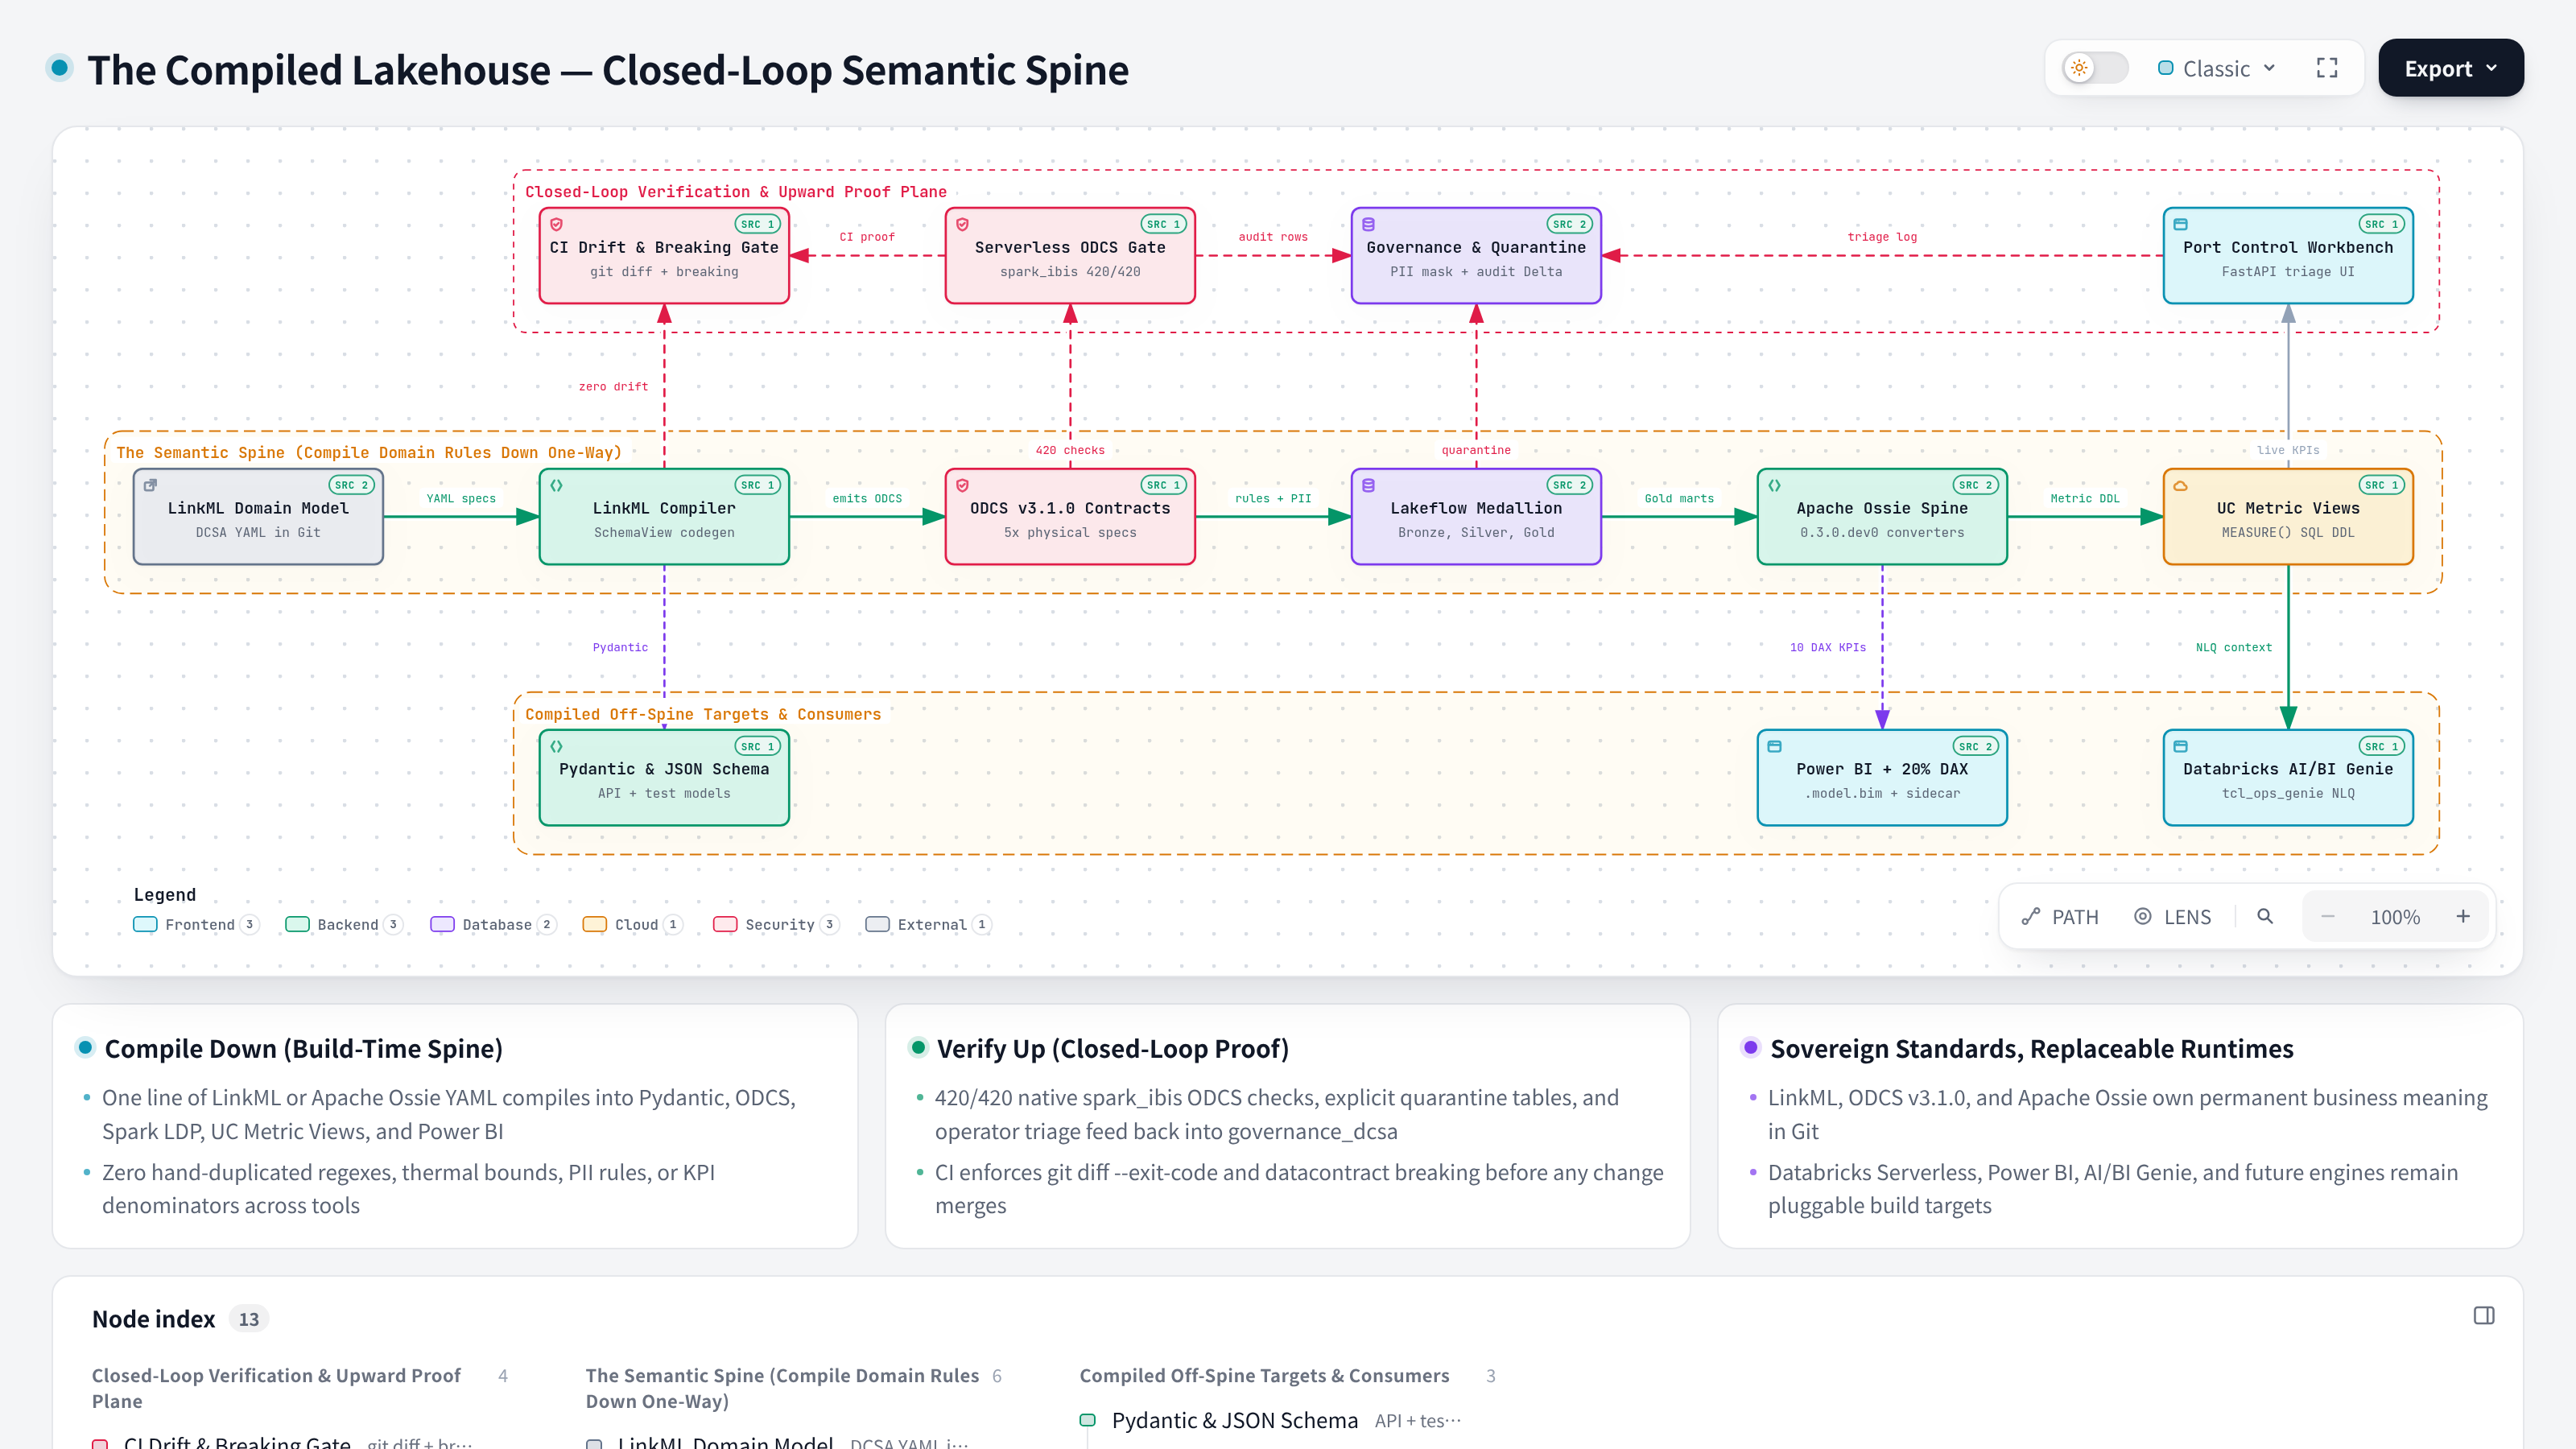 The Compiled Lakehouse — Closed-Loop Semantic Spine
Classic
Export
Closed-Loop Verification & Upward Proof Plane
SRC 1
CI Drift & Breaking Gate
git diff + breaking
CI proof
SRC 1
Serverless ODCS Gate
spark_ibis 420/420
audit rows
SRC 2
Governance & Quarantine
PII mask + audit Delta
triage log
SRC 1
Port Control Workbench
FastAPI triage UI
zero drift
420 checks
quarantine
live KPIs
The Semantic Spine (Compile Domain Rules Down One-Way)
SRC 2
LinkML Domain Model
DCSA YAML in Git
YAML specs
SRC 1
LinkML Compiler
SchemaView codegen
emits ODCS
SRC 1
ODCS v3.1.0 Contracts
5x physical specs
rules + PII
SRC 2
Lakeflow Medallion
Bronze, Silver, Gold
Gold marts
SRC 2
Apache Ossie Spine
0.3.0.dev0 converters
Metric DDL
SRC 1
UC Metric Views
MEASURE() SQL DDL
Pydantic
10 DAX KPIs
NLQ context
Compiled Off-Spine Targets & Consumers
SRC 1
Pydantic & JSON Schema
API + test models
SRC 2
Power BI + 20% DAX
.model.bim + sidecar
SRC 1
Databricks AI/BI Genie
tcl_ops_genie NLQ
Legend
Frontend 3
Backend 3
Database 2
Cloud 1
Security 3
External 1
PATH
LENS
100%
Compile Down (Build-Time Spine)
One line of LinkML or Apache Ossie YAML compiles into Pydantic, ODCS,
Spark LDP, UC Metric Views, and Power BI
Zero hand-duplicated regexes, thermal bounds, PII rules, or KPI
denominators across tools
Verify Up (Closed-Loop Proof)
420/420 native spark_ibis ODCS checks, explicit quarantine tables, and
operator triage feed back into governance_dcsa
CI enforces git diff --exit-code and datacontract breaking before any change
merges
Sovereign Standards, Replaceable Runtimes
LinkML, ODCS v3.1.0, and Apache Ossie own permanent business meaning
in Git
Databricks Serverless, Power BI, AI/BI Genie, and future engines remain
pluggable build targets
Node index 13
Closed-Loop Verification & Upward Proof
Plane
4
CI Drift & Breaking Gate git diff + br…
The Semantic Spine (Compile Domain Rules
Down One-Way)
6
LinkML Domain Model DCSA YAML i…
Compiled Off-Spine Targets & Consumers
3
Pydantic & JSON Schema API + tes…